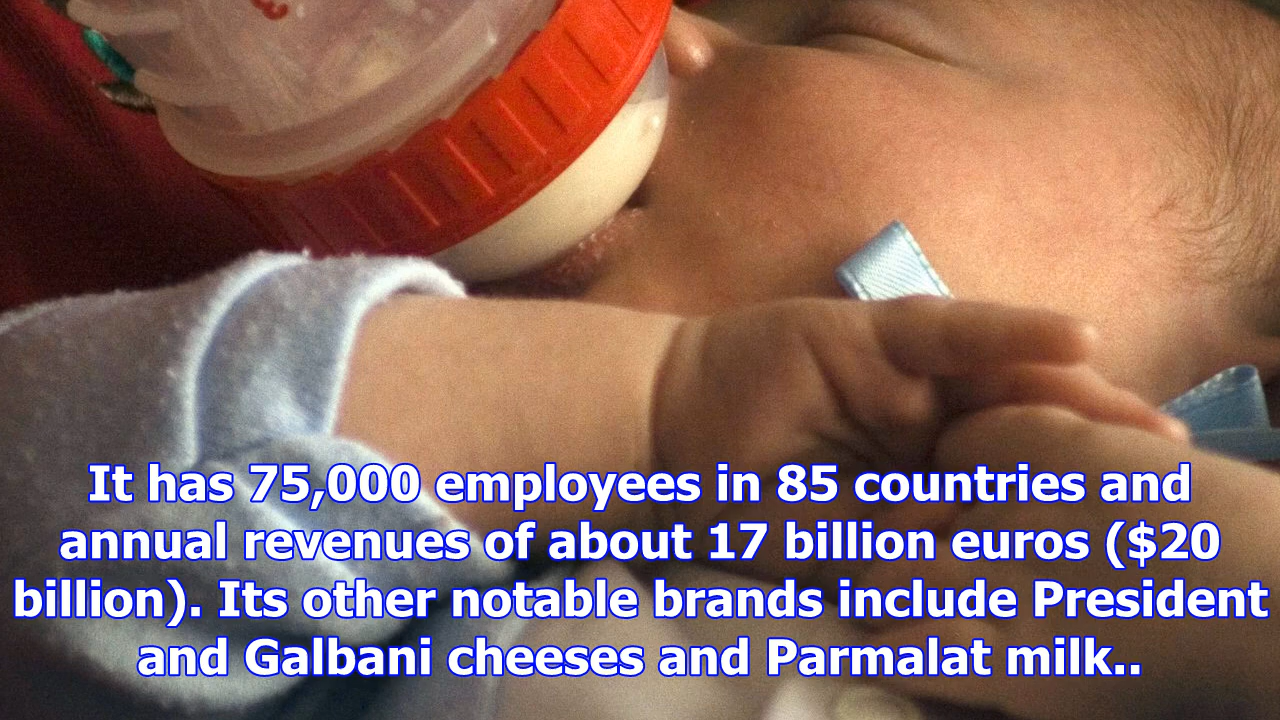 It has 75,000 employees in 85 countries and
annual revenues of about 17 billion euros ($20
billion). Its other notable brands include President
and Galbani cheeses and Parmalat milk..